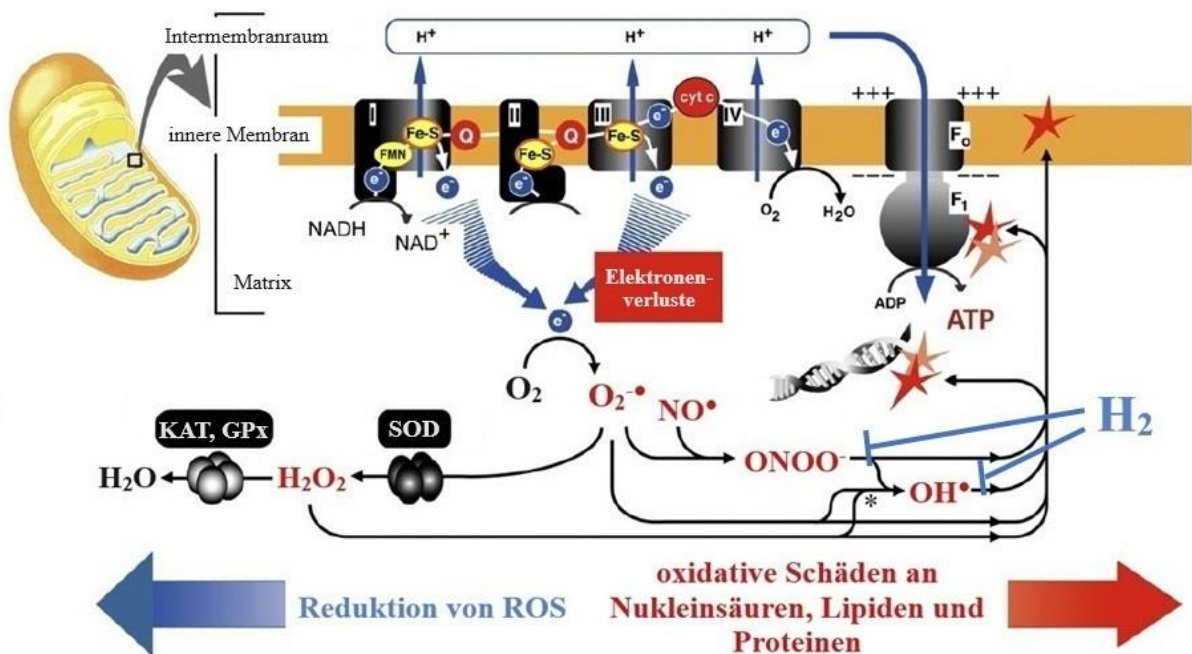 Intermembranraum
H⁺
H⁺
H⁺
innere Membran
I
Fe-S
Q
FMN
e⁻
e⁻
II
Fe-S
e⁻
Q
III
Fe-S
e⁻
e⁻
cyt c
IV
e⁻
+++
+++
Fₒ
−−−
−−−
F₁
NADH
NAD⁺
O₂
H₂O
Matrix
Elektronen-
verluste
ADP
ATP
e⁻
O₂
O₂⁻•
NO•
H₂
KAT, GPx
SOD
H₂O
H₂O₂
ONOO⁻
OH•
*
Reduktion von ROS
oxidative Schäden an
Nukleinsäuren, Lipiden und
Proteinen